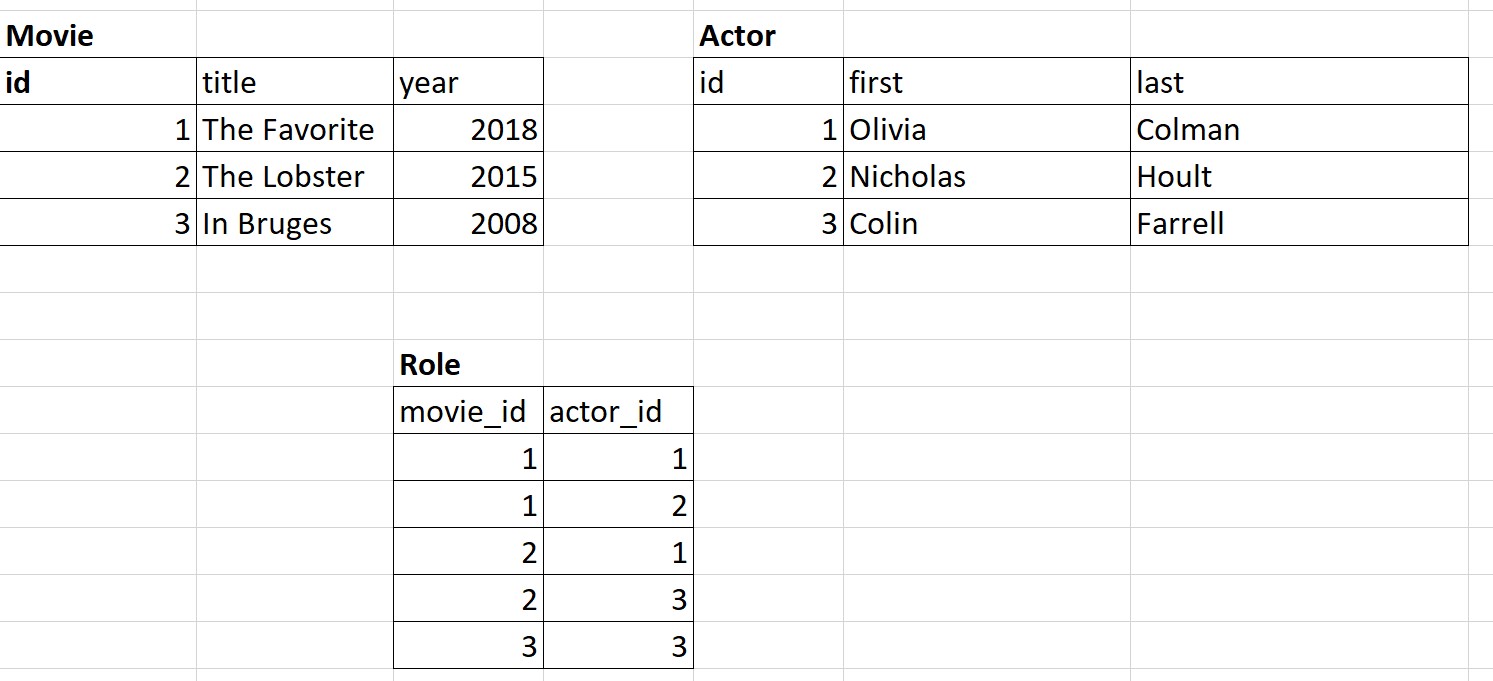 Movie Actor
id title year id first last
1 The Favorite 2018 1 Olivia Colman
2 The Lobster 2015 2 Nicholas Hoult
3 In Bruges 2008 3 Colin Farrell
Role
movie_id actor_id
1 1
1 2
2 1
2 3
3 3